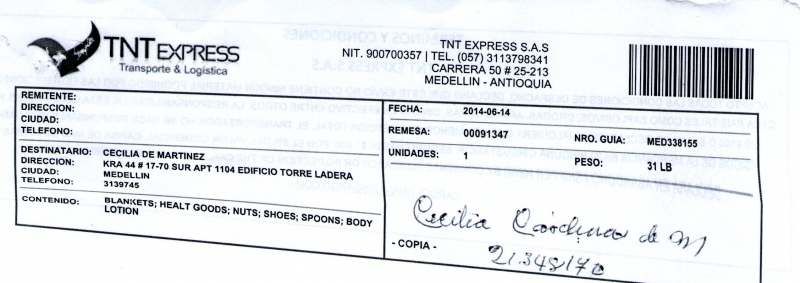 TNT EXPRESS
Transporte & Logística
TNT EXPRESS S.A.S
NIT. 900700357 | TEL. (057) 3113798341
CARRERA 50 # 25-213
MEDELLIN - ANTIOQUIA
REMITENTE:
DIRECCION:
CIUDAD:
TELEFONO:
DESTINATARIO: CECILIA DE MARTINEZ
DIRECCION: KRA 44 # 17-70 SUR APT 1104 EDIFICIO TORRE LADERA
CIUDAD: MEDELLIN
TELEFONO: 3139745
CONTENIDO: BLANKETS; HEALT GOODS; NUTS; SHOES; SPOONS; BODY
LOTION
FECHA: 2014-06-14
REMESA: 00091347 NRO. GUIA: MED338155
UNIDADES: 1 PESO: 31 LB
Cecilia de M
- COPIA -